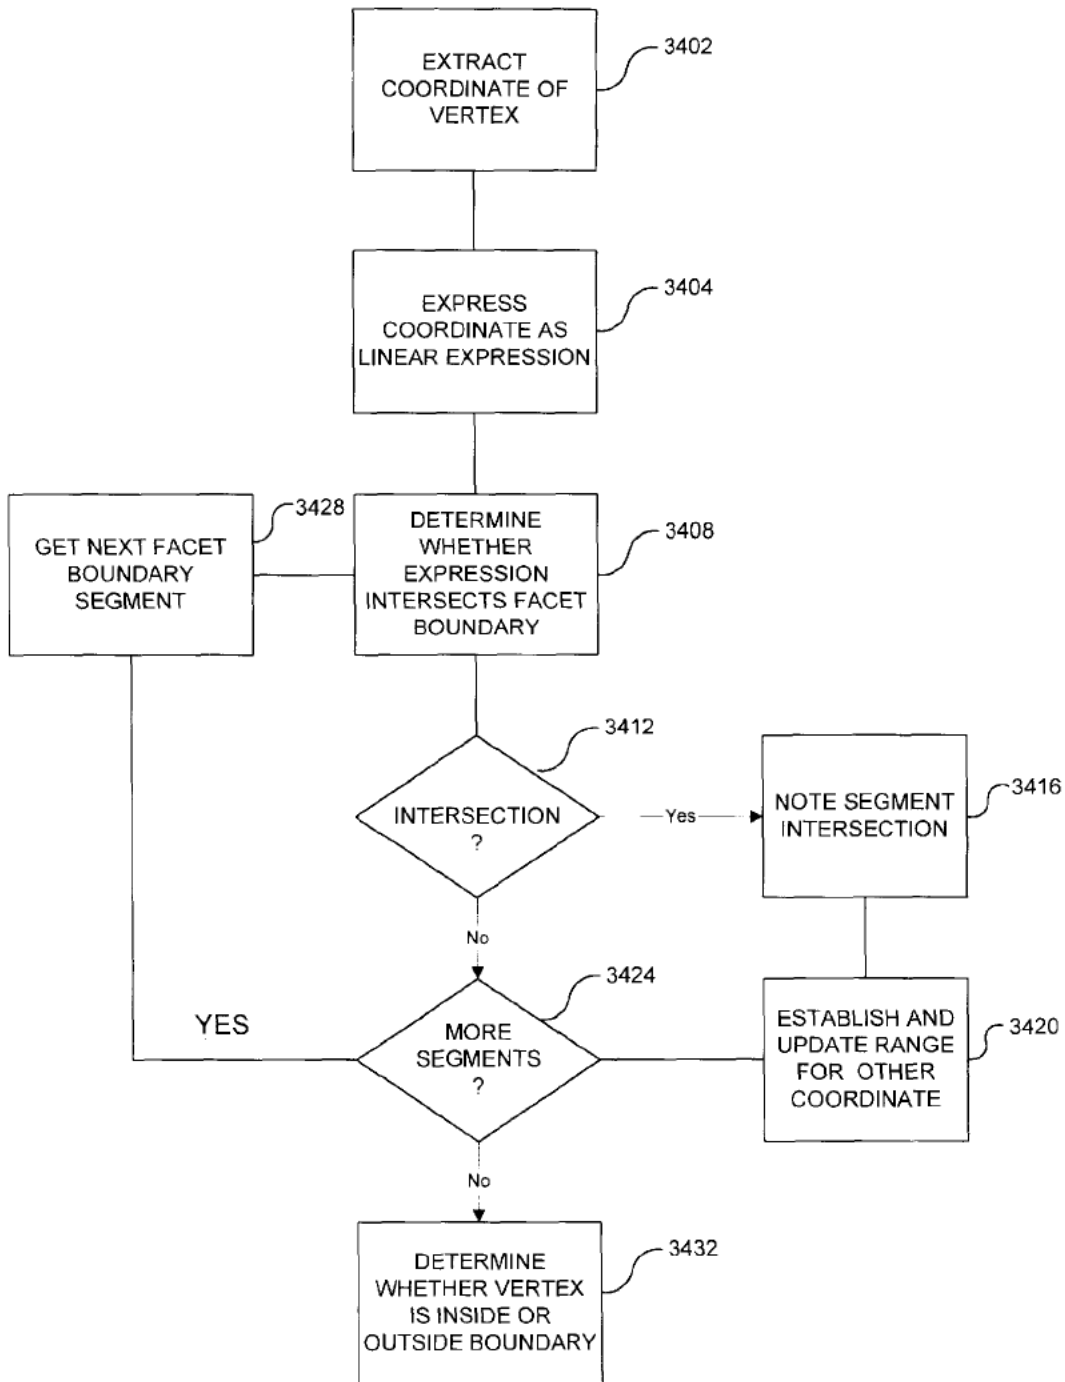 EXTRACT
COORDINATE OF
VERTEX
3402
EXPRESS
COORDINATE AS
LINEAR EXPRESSION
3404
GET NEXT FACET
BOUNDARY
SEGMENT
3428
DETERMINE
WHETHER
EXPRESSION
INTERSECTS FACET
BOUNDARY
3408
INTERSECTION
?
3412
Yes
NOTE SEGMENT
INTERSECTION
3416
No
YES
MORE
SEGMENTS
?
3424
ESTABLISH AND
UPDATE RANGE
FOR OTHER
COORDINATE
3420
No
DETERMINE
WHETHER VERTEX
IS INSIDE OR
OUTSIDE BOUNDARY
3432